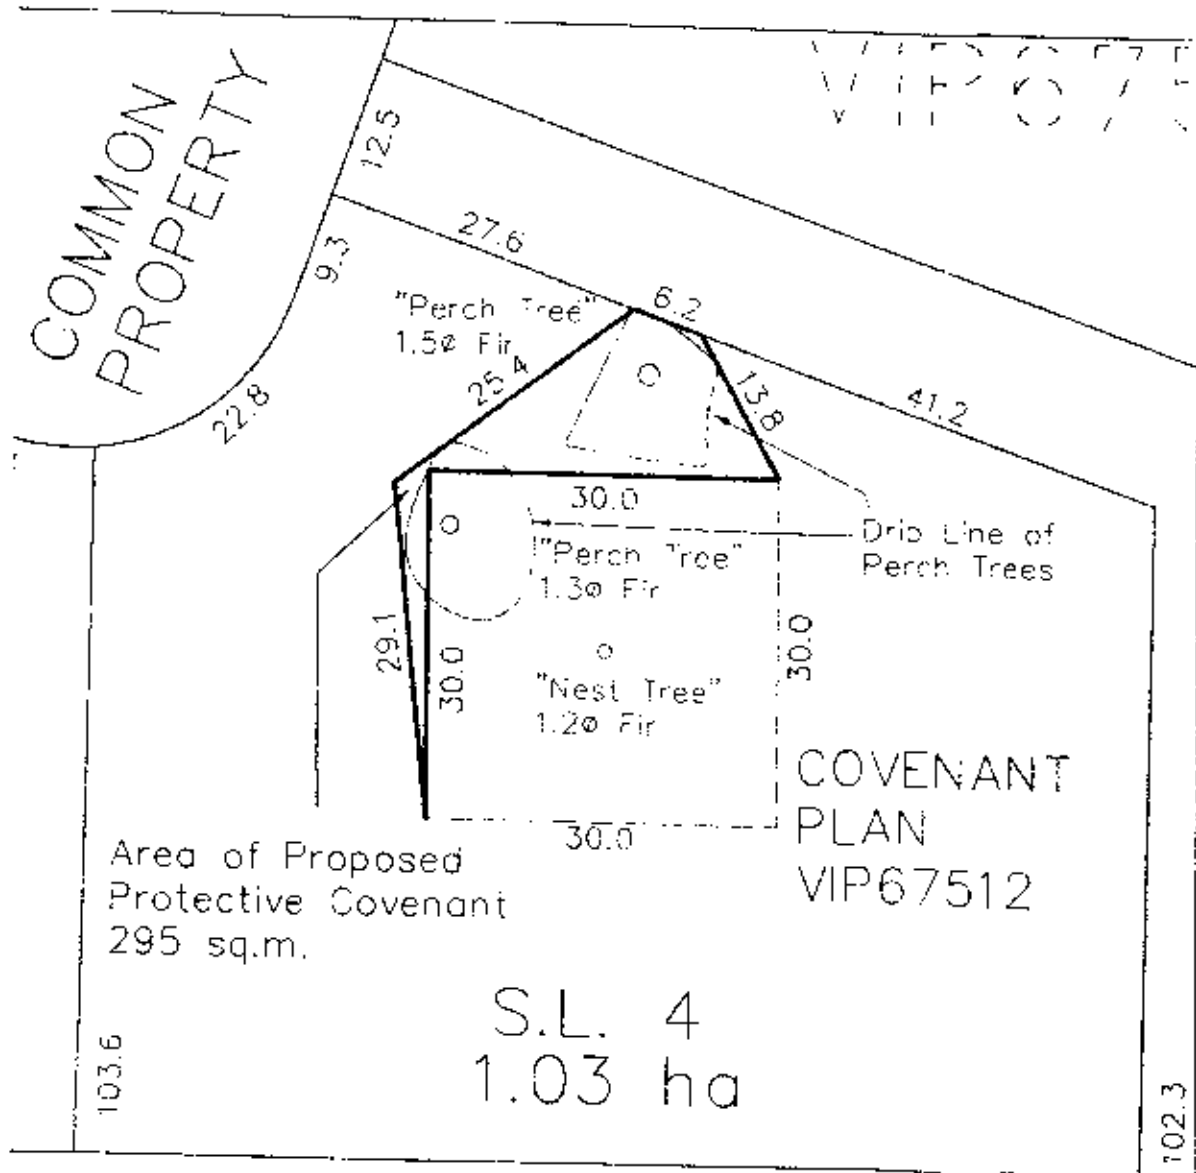 VIP675
COMMON
PROPERTY
12.5
27.6
9.3
6.2
"Perch Tree"
1.5ø Fir
25.4
13.8
41.2
22.8
30.0
Drip Line of
Perch Trees
"Perch Tree"
1.3ø Fir
29.1
30.0
30.0
"Nest Tree"
1.2ø Fir
COVENANT
PLAN
VIP67512
30.0
Area of Proposed
Protective Covenant
295 sq.m.
S.L. 4
1.03 ha
103.6
102.3